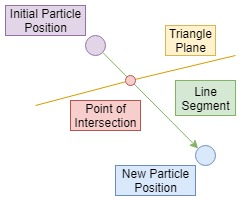 Initial Particle
Position
Triangle
Plane
Point of
Intersection
Line
Segment
New Particle
Position